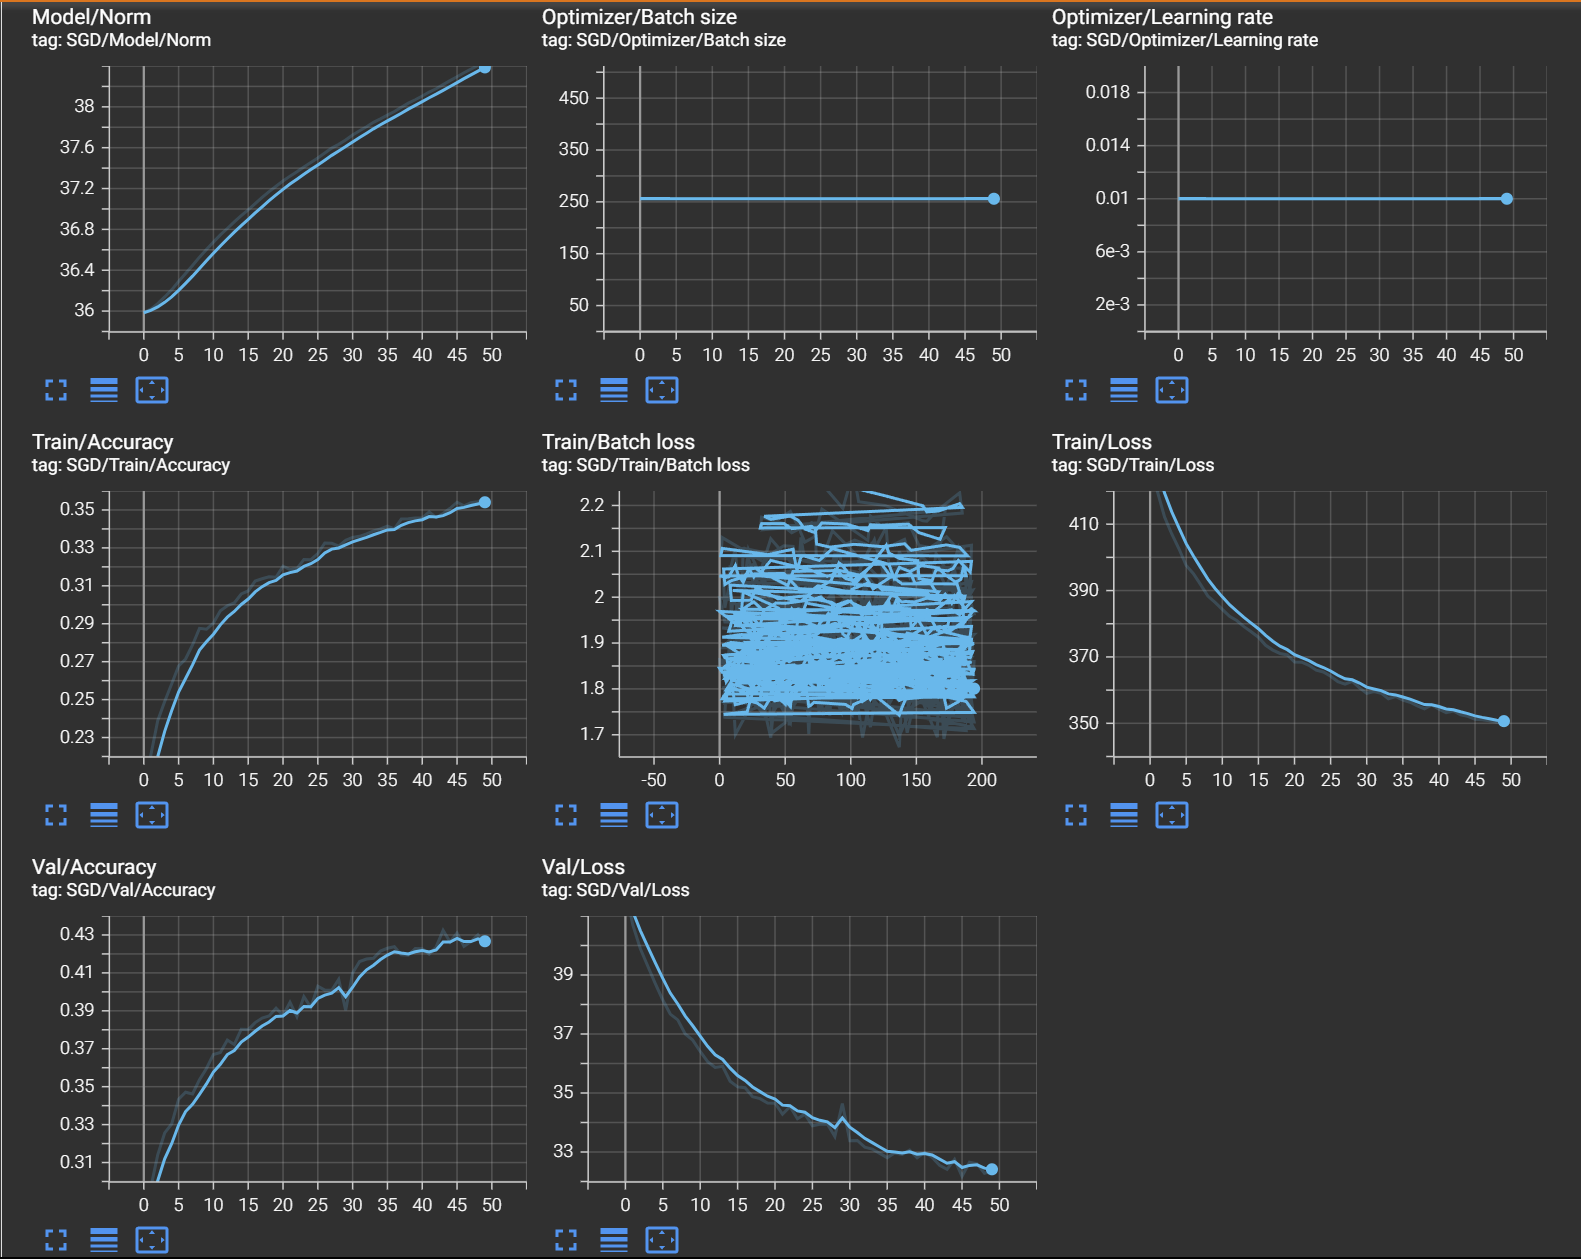 Model/Norm
tag: SGD/Model/Norm
38
37.6
37.2
36.8
36.4
36
0 5 10 15 20 25 30 35 40 45 50
Optimizer/Batch size
tag: SGD/Optimizer/Batch size
450
350
250
150
50
0 5 10 15 20 25 30 35 40 45 50
Optimizer/Learning rate
tag: SGD/Optimizer/Learning rate
0.018
0.014
0.01
6e-3
2e-3
0 5 10 15 20 25 30 35 40 45 50
Train/Accuracy
tag: SGD/Train/Accuracy
0.35
0.33
0.31
0.29
0.27
0.25
0.23
0 5 10 15 20 25 30 35 40 45 50
Train/Batch loss
tag: SGD/Train/Batch loss
2.2
2.1
2
1.9
1.8
1.7
-50 0 50 100 150 200
Train/Loss
tag: SGD/Train/Loss
410
390
370
350
0 5 10 15 20 25 30 35 40 45 50
Val/Accuracy
tag: SGD/Val/Accuracy
0.43
0.41
0.39
0.37
0.35
0.33
0.31
0 5 10 15 20 25 30 35 40 45 50
Val/Loss
tag: SGD/Val/Loss
39
37
35
33
0 5 10 15 20 25 30 35 40 45 50